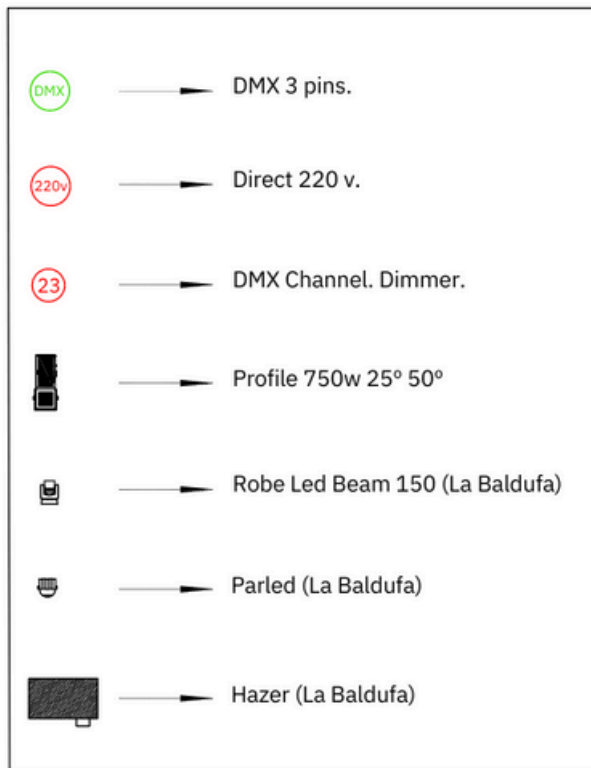 DMX DMX 3 pins.
220v Direct 220 v.
23 DMX Channel. Dimmer.
Profile 750w 25º 50º
Robe Led Beam 150 (La Baldufa)
Parled (La Baldufa)
Hazer (La Baldufa)